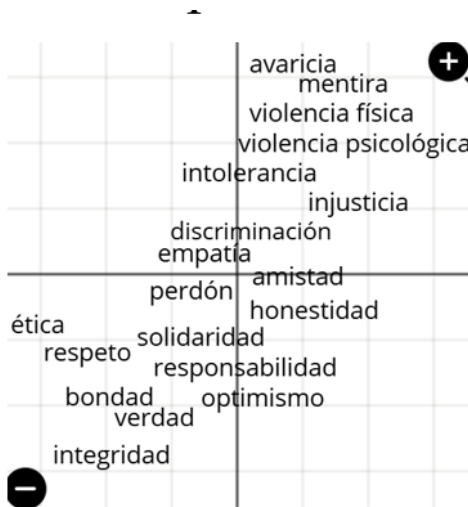 +
avaricia
mentira
violencia física
violencia psicológica
intolerancia
injusticia
discriminación
empatía
amistad
perdón
honestidad
ética
solidaridad
respeto
responsabilidad
bondad
optimismo
verdad
integridad
−